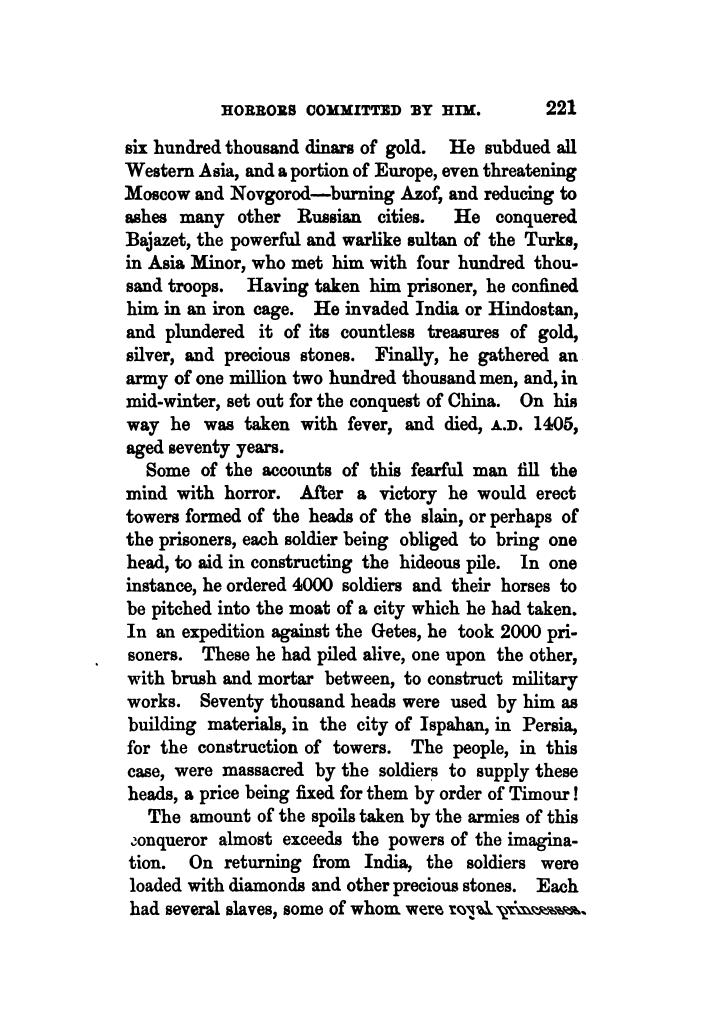 HORRORS COMMITTED BY HIM. 221
six hundred thousand dinars of gold. He subdued all
Western Asia, and a portion of Europe, even threatening
Moscow and Novgorod—burning Azof, and reducing to
ashes many other Russian cities. He conquered
Bajazet, the powerful and warlike sultan of the Turks,
in Asia Minor, who met him with four hundred thou-
sand troops. Having taken him prisoner, he confined
him in an iron cage. He invaded India or Hindostan,
and plundered it of its countless treasures of gold,
silver, and precious stones. Finally, he gathered an
army of one million two hundred thousand men, and, in
mid-winter, set out for the conquest of China. On his
way he was taken with fever, and died, A.D. 1405,
aged seventy years.
Some of the accounts of this fearful man fill the
mind with horror. After a victory he would erect
towers formed of the heads of the slain, or perhaps of
the prisoners, each soldier being obliged to bring one
head, to aid in constructing the hideous pile. In one
instance, he ordered 4000 soldiers and their horses to
be pitched into the moat of a city which he had taken.
In an expedition against the Getes, he took 2000 pri-
soners. These he had piled alive, one upon the other,
with brush and mortar between, to construct military
works. Seventy thousand heads were used by him as
building materials, in the city of Ispahan, in Persia,
for the construction of towers. The people, in this
case, were massacred by the soldiers to supply these
heads, a price being fixed for them by order of Timour!
The amount of the spoils taken by the armies of this
conqueror almost exceeds the powers of the imagina-
tion. On returning from India, the soldiers were
loaded with diamonds and other precious stones. Each
had several slaves, some of whom were royal princesses.